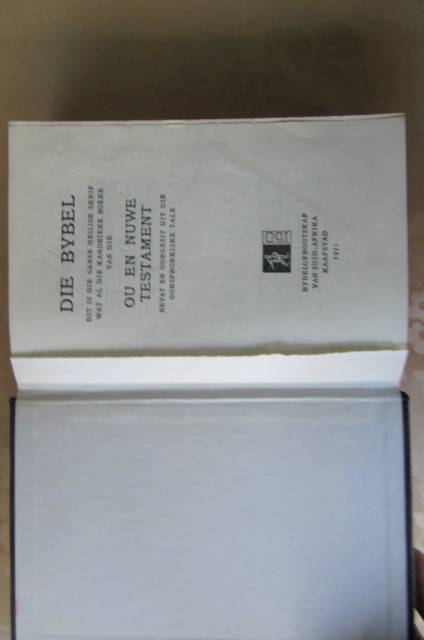 DIE BYBEL
DIT IS DIE GANSE HEILIGE SKRIF
WAT AL DIE KANONIEKE BOEKE
VAN DIE
OU EN NUWE
TESTAMENT
BEVAT EN OORGESIT UIT DIE
OORSPRONKLIKE TALE
BYBELGENOOTSKAP
VAN SUID-AFRIKA
KAAPSTAD
1971